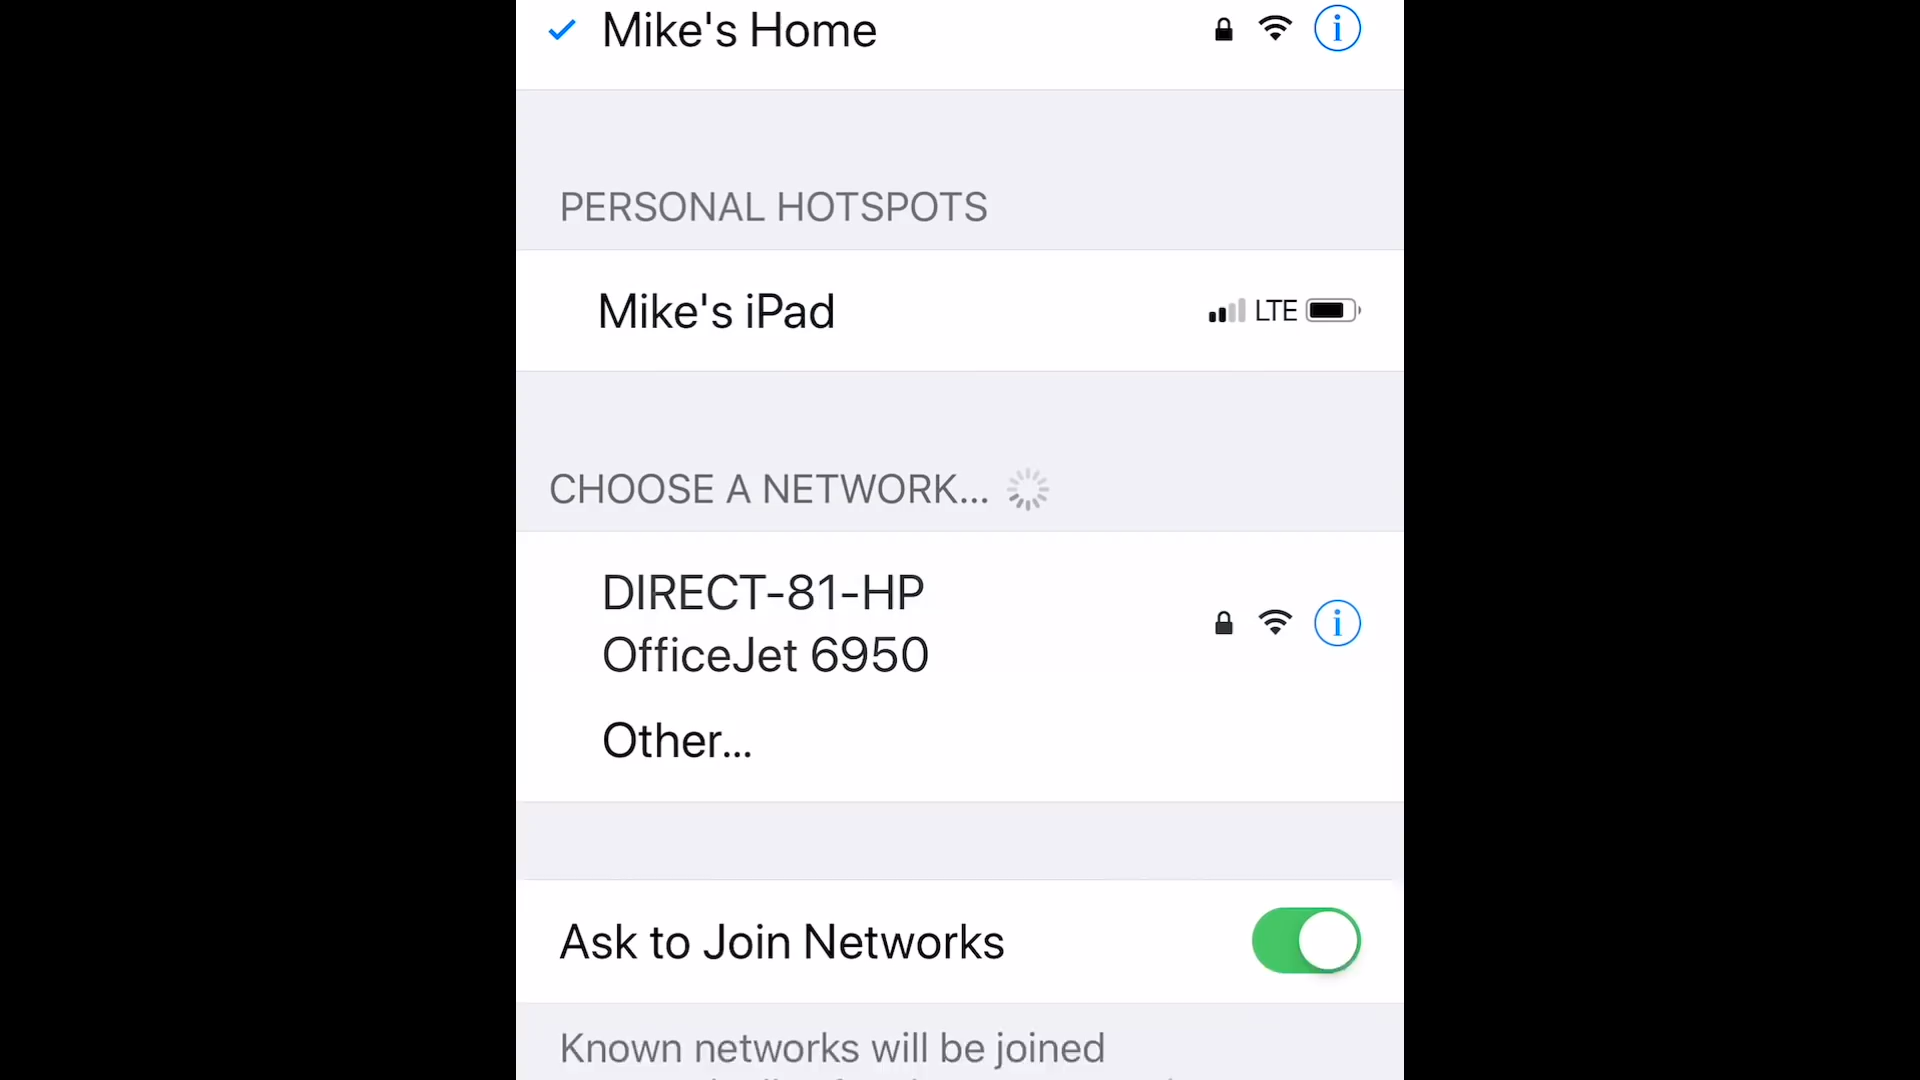 Mike's Home
PERSONAL HOTSPOTS
Mike's iPad LTE
CHOOSE A NETWORK...
DIRECT-81-HP
OfficeJet 6950
Other...
Ask to Join Networks
Known networks will be joined